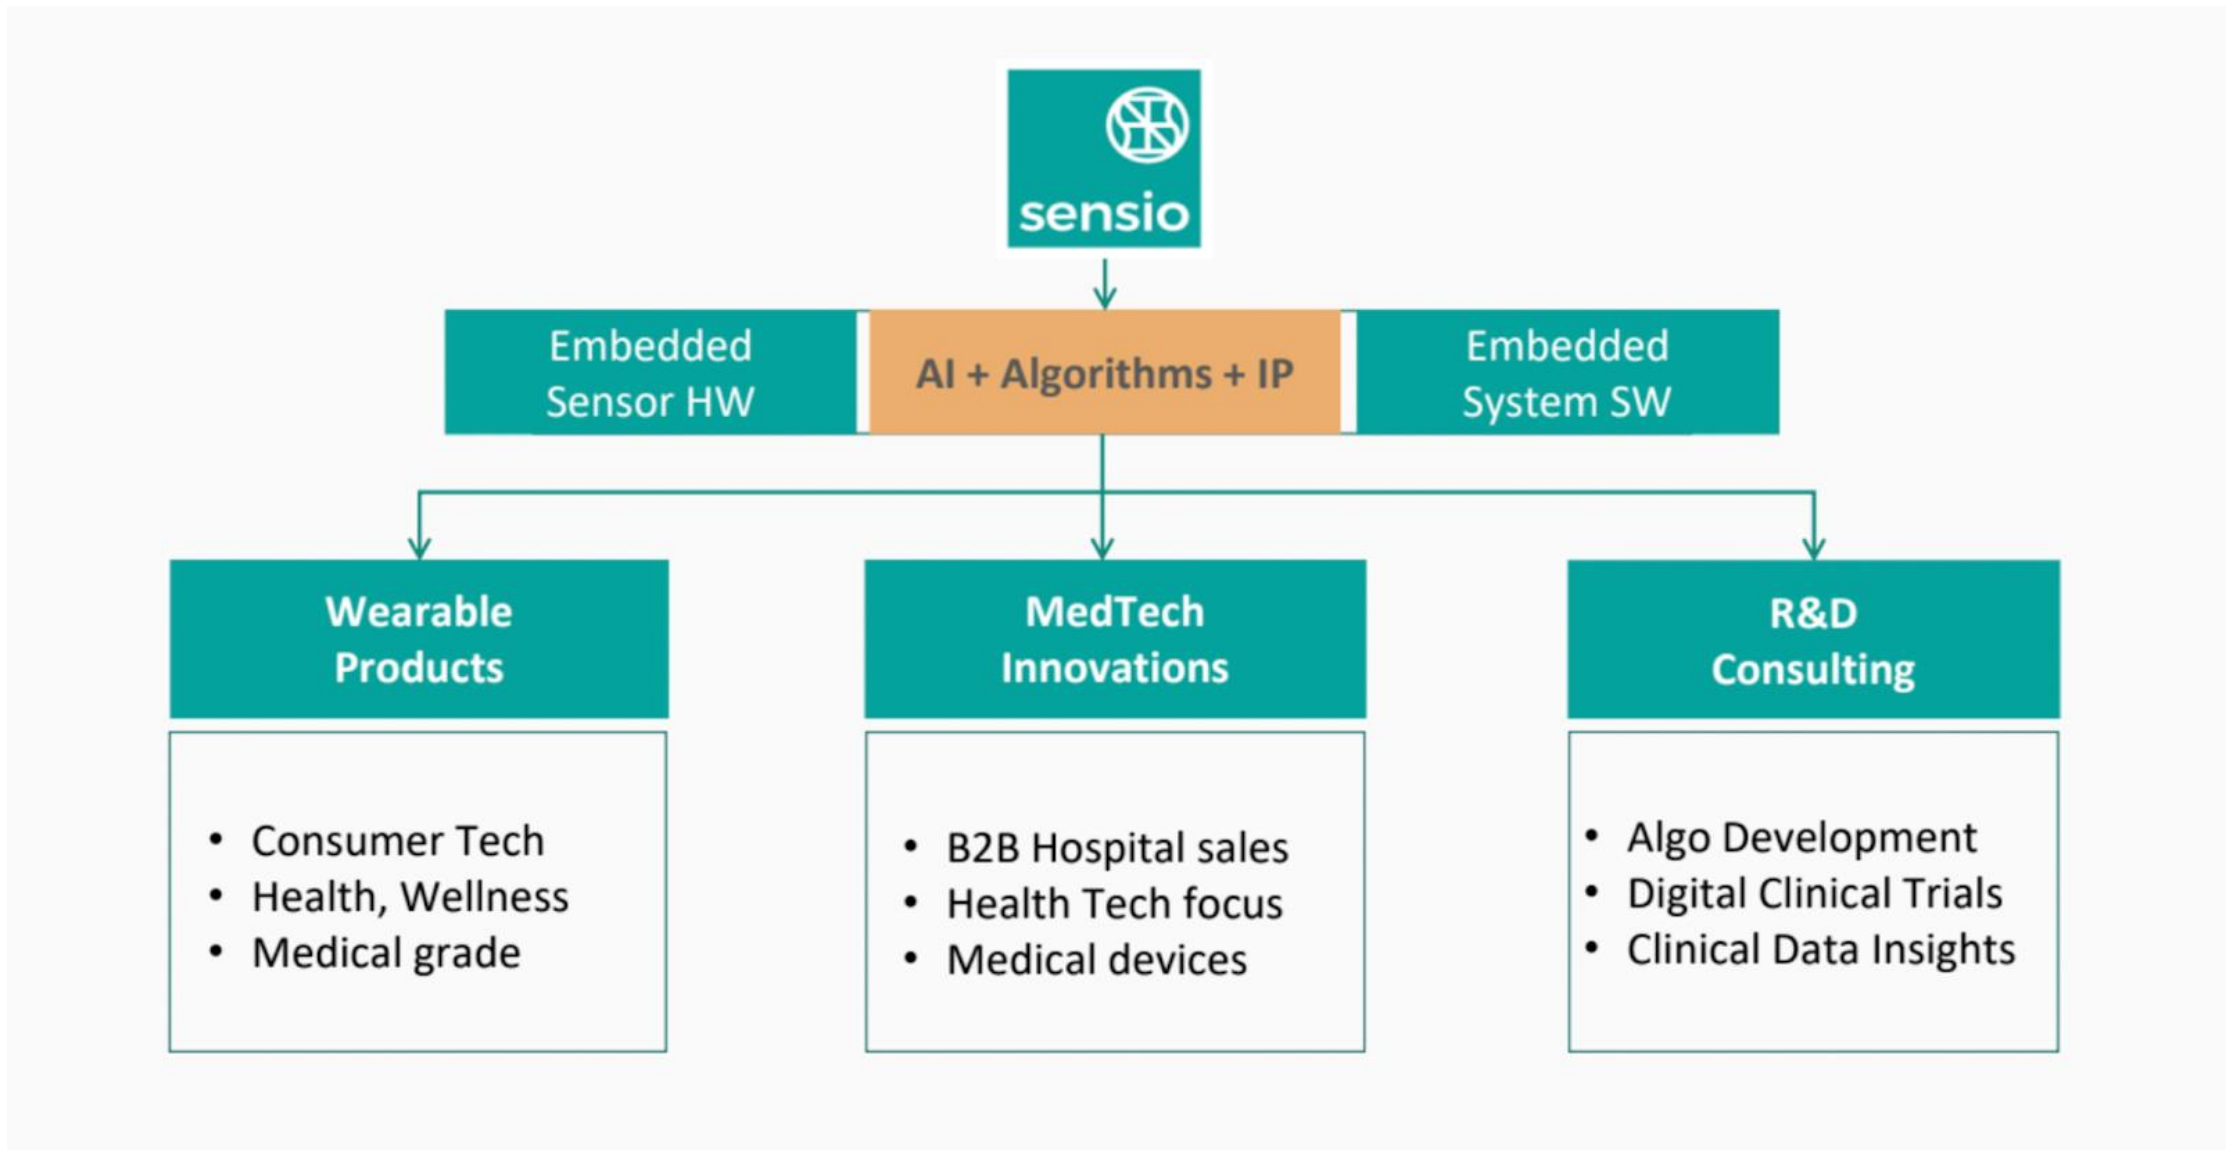 sensio
Embedded
Sensor HW
AI + Algorithms + IP
Embedded
System SW
Wearable
Products
• Consumer Tech
• Health, Wellness
• Medical grade
MedTech
Innovations
• B2B Hospital sales
• Health Tech focus
• Medical devices
R&D
Consulting
• Algo Development
• Digital Clinical Trials
• Clinical Data Insights